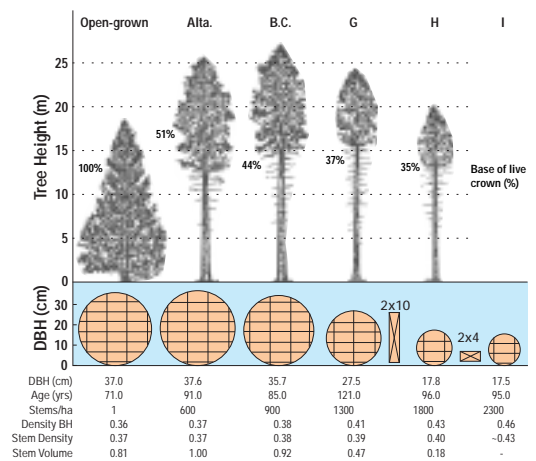 Open-grown Alta. B.C. G H I
Tree Height (m)
25
20
15
10
5
0
100%
51%
44%
37%
35%
Base of live
crown (%)
DBH (cm)
30
20
10
0
2x10
2x4
DBH (cm) 37.0 37.6 35.7 27.5 17.8 17.5
Age (yrs) 71.0 91.0 85.0 121.0 96.0 95.0
Stems/ha 1 600 900 1300 1800 2300
Density BH 0.36 0.37 0.38 0.41 0.43 0.46
Stem Density 0.37 0.37 0.38 0.39 0.40 ~0.43
Stem Volume 0.81 1.00 0.92 0.47 0.18 -